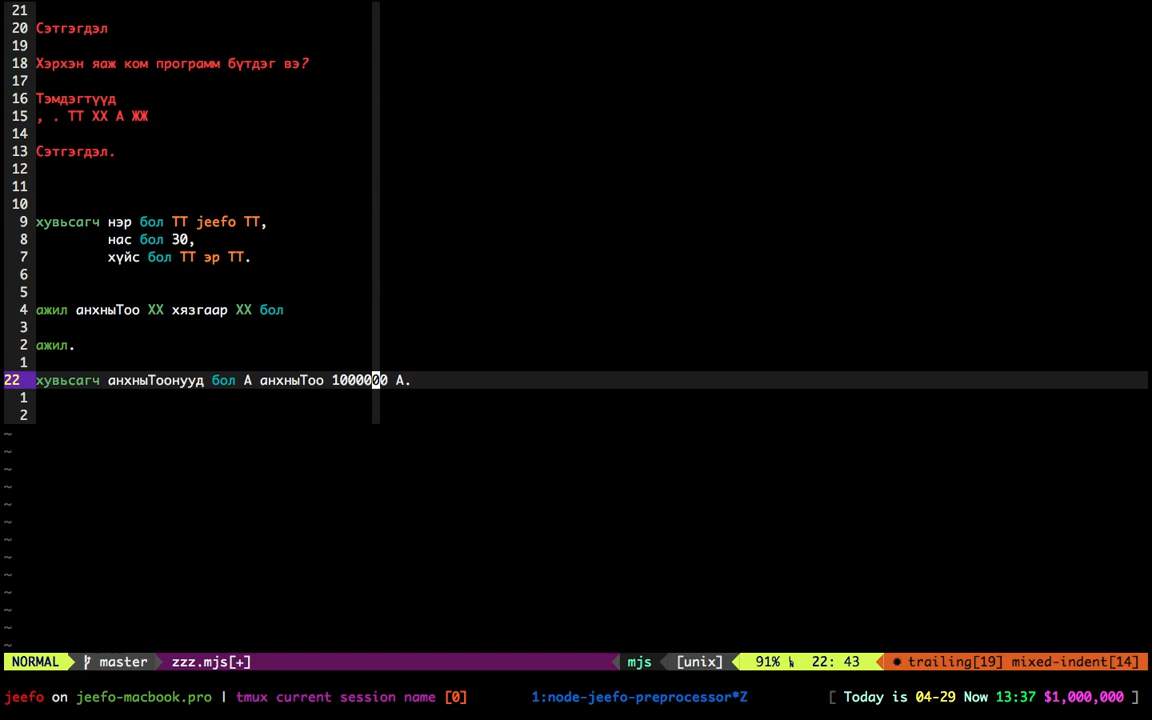 21
20 Сэтгэгдэл
19
18 Хэрхэн яаж ком программ бүтдэг вэ?
17
16 Тэмдэгтүүд
15 , . ТТ ХХ А ЖЖ
14
13 Сэтгэгдэл.
12
11
10
9 хувьсагч нэр бол ТТ jeefo ТТ,
8 нас бол 30,
7 хүйс бол ТТ эр ТТ.
6
5
4 ажил анхныТоо ХХ хязгаар ХХ бол
3
2 ажил.
1
22 хувьсагч анхныТоонууд бол А анхныТоо 1000000 А.
1
2
~
~
~
~
~
~
~
~
~
~
~
~
~
NORMAL master zzz.mjs[+] mjs [unix] 91% 22: 43 trailing[19] mixed-indent[14]
jeefo on jeefo-macbook.pro | tmux current session name [0] 1:node-jeefo-preprocessor*Z [ Today is 04-29 Now 13:37 $1,000,000 ]